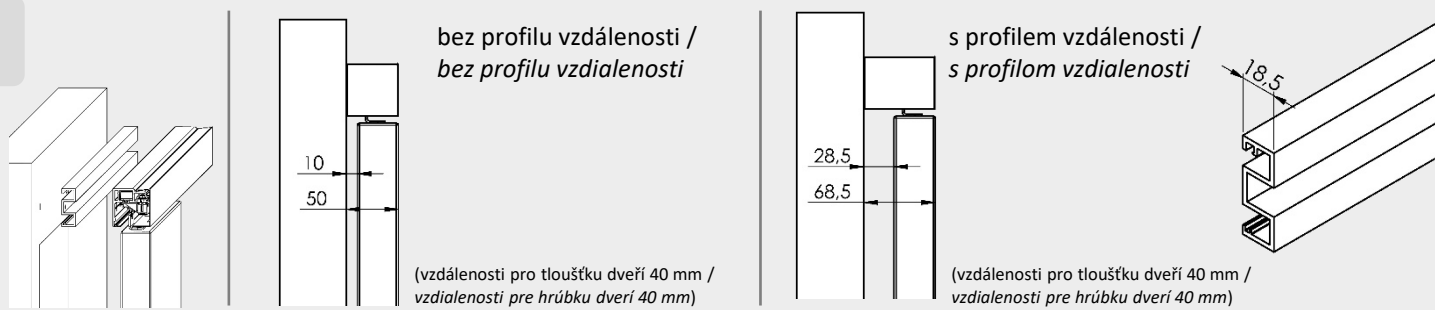 bez profilu vzdálenosti /
bez profilu vzdialenosti
10
50
(vzdálenosti pro tloušťku dveří 40 mm /
vzdialenosti pre hrúbku dverí 40 mm)
s profilem vzdálenosti /
s profilom vzdialenosti
28,5
68,5
(vzdálenosti pro tloušťku dveří 40 mm /
vzdialenosti pre hrúbku dverí 40 mm)
18,5